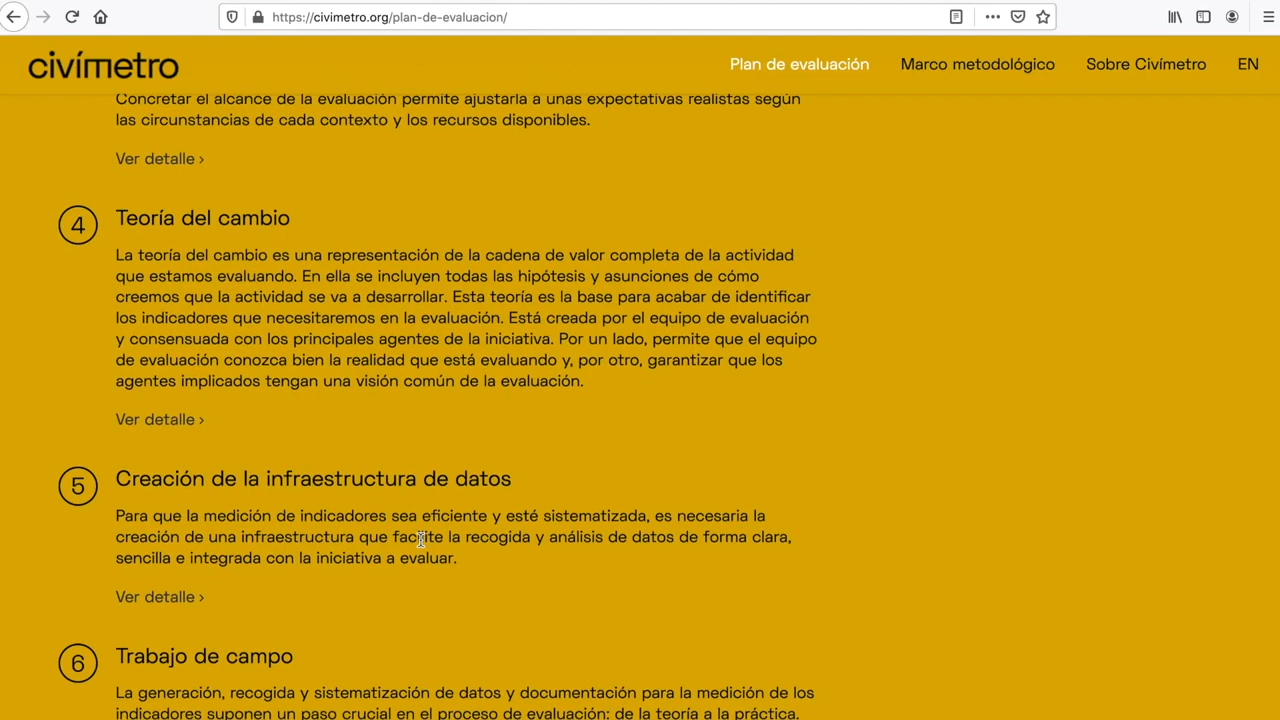 https://civimetro.org/plan-de-evaluacion/
civímetro
Plan de evaluación
Marco metodológico
Sobre Civímetro
EN
Concretar el alcance de la evaluación permite ajustarla a unas expectativas realistas según
las circunstancias de cada contexto y los recursos disponibles.
Ver detalle ›
4
Teoría del cambio
La teoría del cambio es una representación de la cadena de valor completa de la actividad
que estamos evaluando. En ella se incluyen todas las hipótesis y asunciones de cómo
creemos que la actividad se va a desarrollar. Esta teoría es la base para acabar de identificar
los indicadores que necesitaremos en la evaluación. Está creada por el equipo de evaluación
y consensuada con los principales agentes de la iniciativa. Por un lado, permite que el equipo
de evaluación conozca bien la realidad que está evaluando y, por otro, garantizar que los
agentes implicados tengan una visión común de la evaluación.
Ver detalle ›
5
Creación de la infraestructura de datos
Para que la medición de indicadores sea eficiente y esté sistematizada, es necesaria la
creación de una infraestructura que facilite la recogida y análisis de datos de forma clara,
sencilla e integrada con la iniciativa a evaluar.
Ver detalle ›
6
Trabajo de campo
La generación, recogida y sistematización de datos y documentación para la medición de los
indicadores suponen un paso crucial en el proceso de evaluación: de la teoría a la práctica.